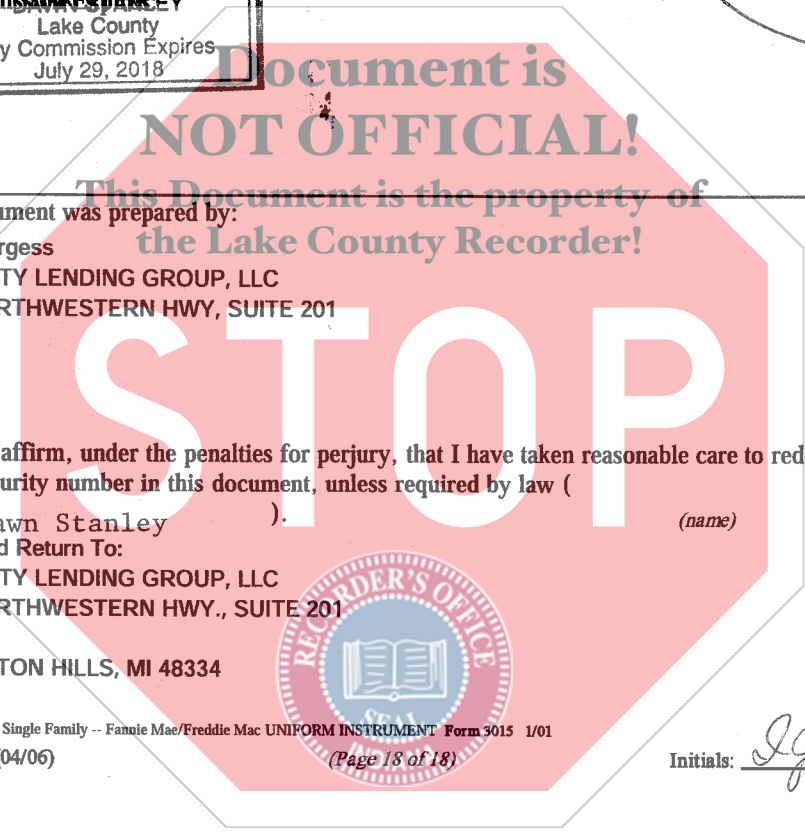 DAWN STANLEY
Lake County
y Commission Expires
July 29, 2018
Document is
NOT OFFICIAL!
This Document is the property of
the Lake County Recorder!
ument was prepared by:
rgess
TY LENDING GROUP, LLC
RTHWESTERN HWY, SUITE 201
STOP
affirm, under the penalties for perjury, that I have taken reasonable care to red
urity number in this document, unless required by law (
awn Stanley ).
(name)
d Return To:
TY LENDING GROUP, LLC
RTHWESTERN HWY., SUITE 201
TON HILLS, MI 48334
RECORDER'S OFFICE
SEAL
INDIANA
Single Family -- Fannie Mae/Freddie Mac UNIFORM INSTRUMENT Form 3015 1/01
04/06)
(Page 18 of 18)
Initials: